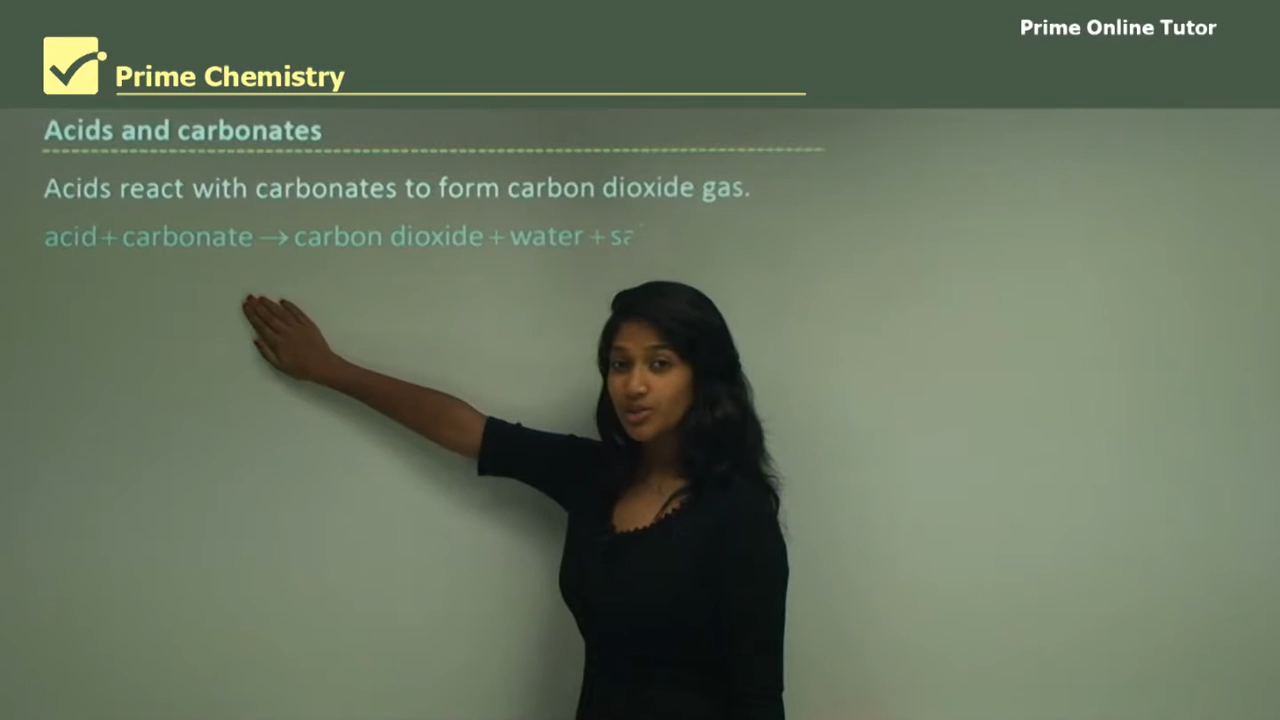 Prime Online Tutor
Prime Chemistry
Acids and carbonates
Acids react with carbonates to form carbon dioxide gas.
acid + carbonate → carbon dioxide + water +